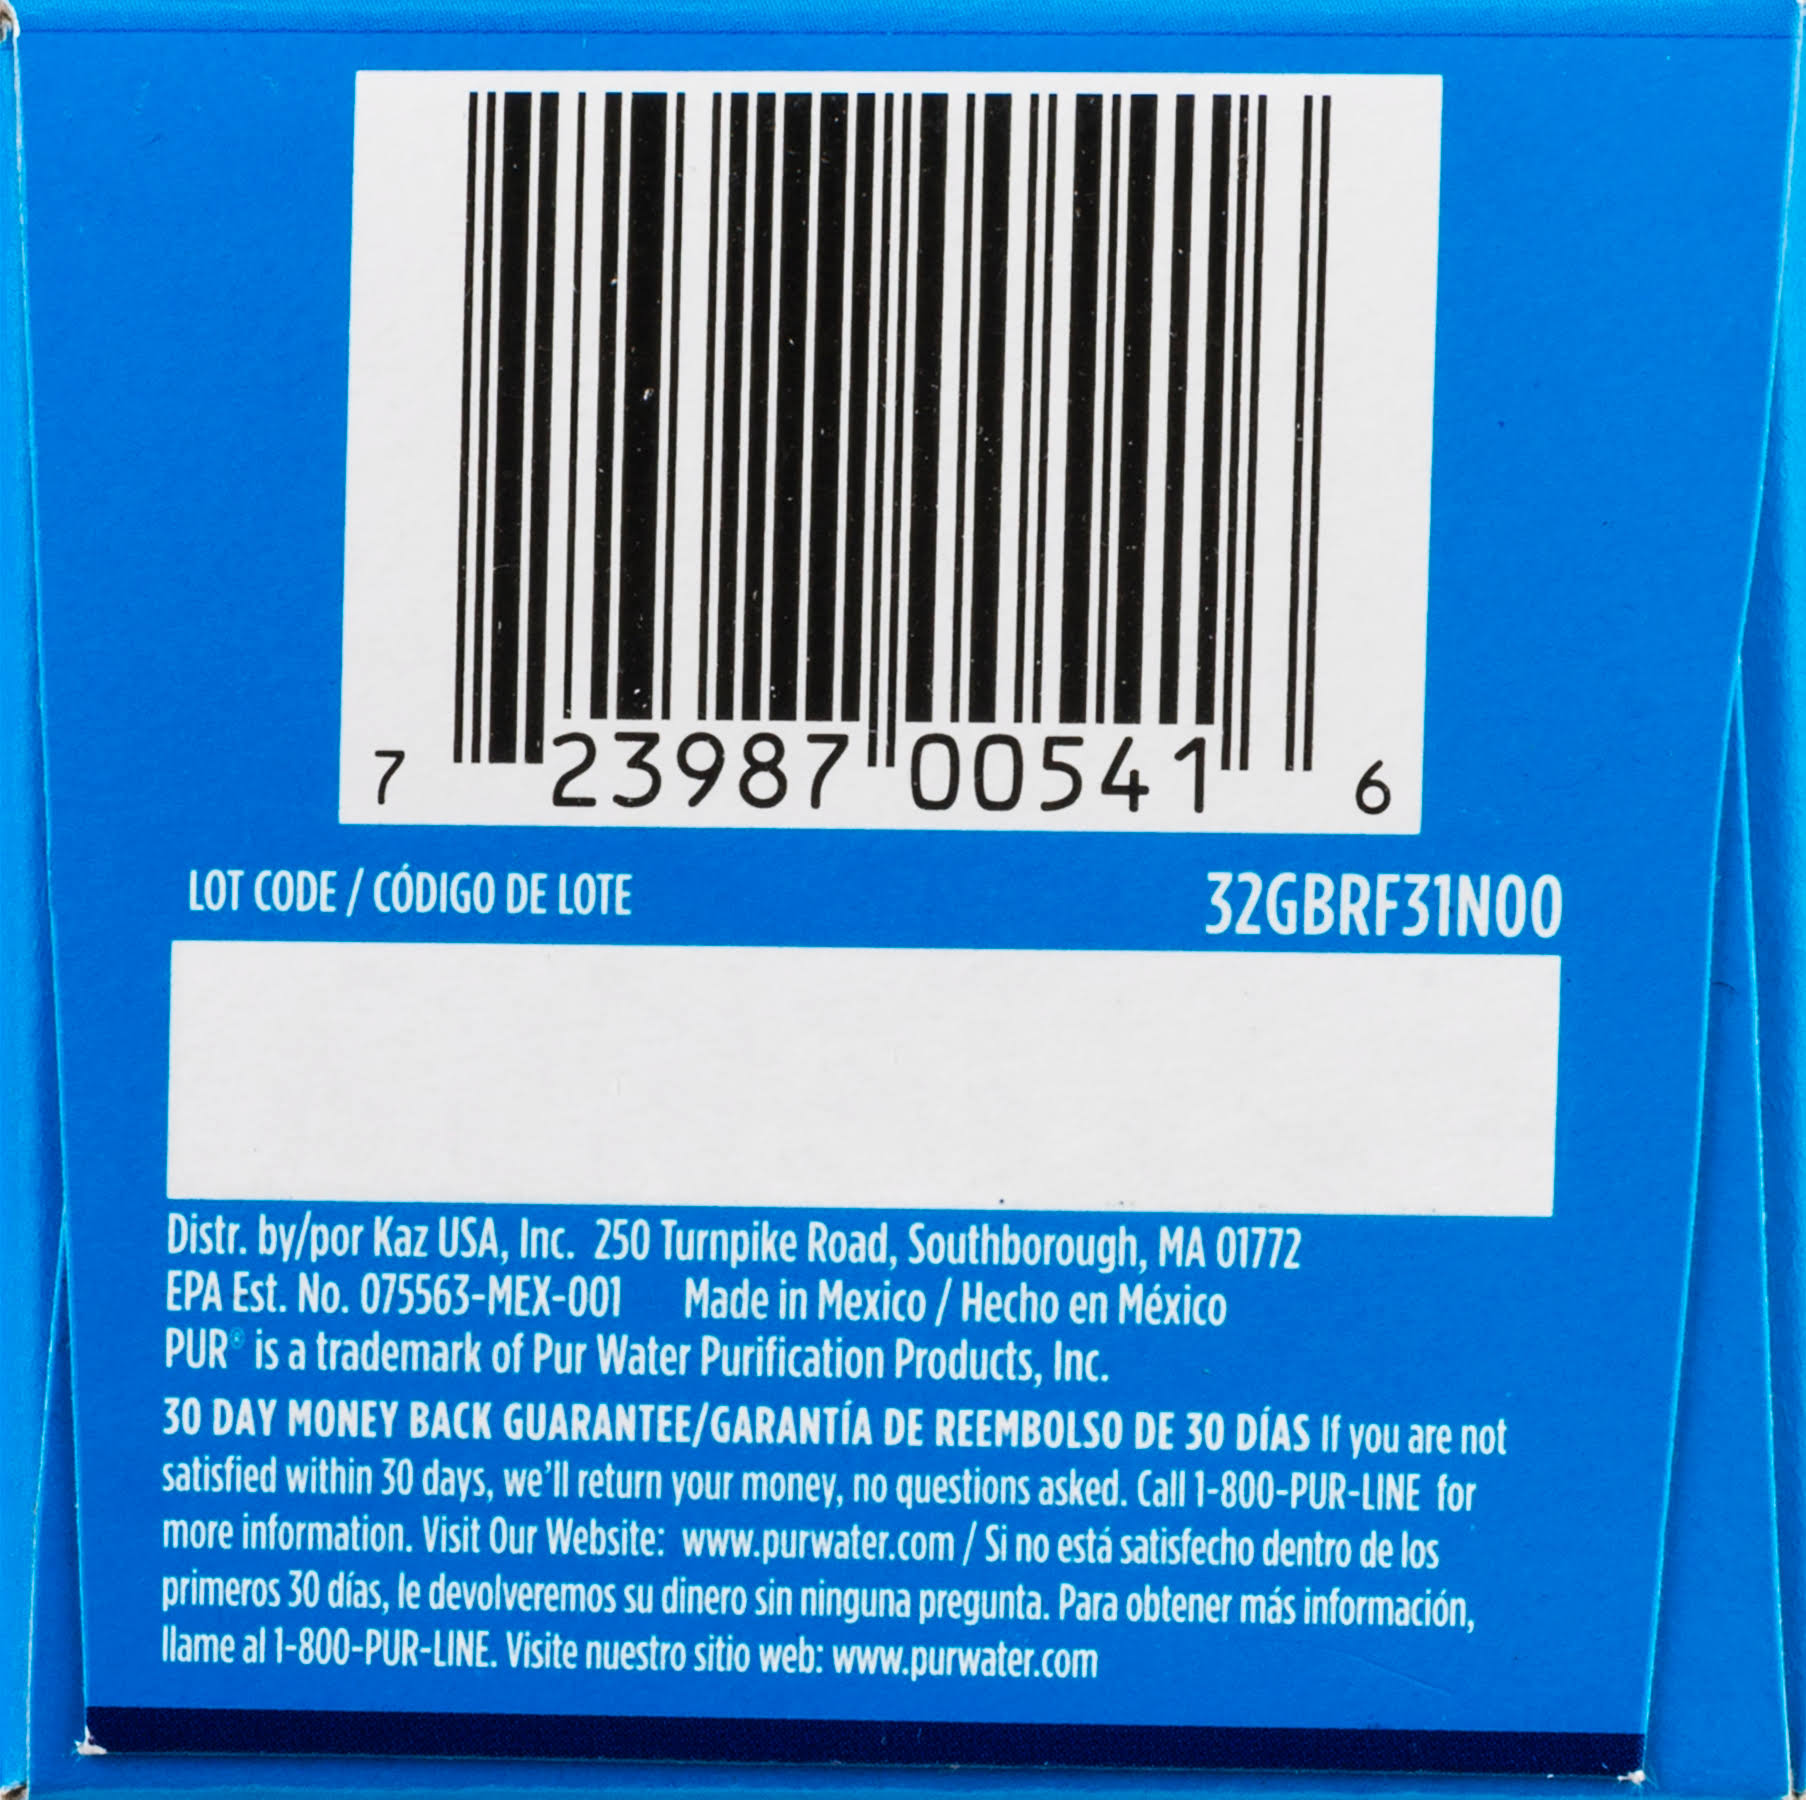 7 23987 00541 6
LOT CODE / CÓDIGO DE LOTE 32GBRF31N00
Distr. by/por Kaz USA, Inc. 250 Turnpike Road, Southborough, MA 01772
EPA Est. No. 075563-MEX-001 Made in Mexico / Hecho en México
PUR® is a trademark of Pur Water Purification Products, Inc.
30 DAY MONEY BACK GUARANTEE/GARANTÍA DE REEMBOLSO DE 30 DÍAS If you are not
satisfied within 30 days, we'll return your money, no questions asked. Call 1-800-PUR-LINE for
more information. Visit Our Website: www.purwater.com / Si no está satisfecho dentro de los
primeros 30 días, le devolveremos su dinero sin ninguna pregunta. Para obtener más información,
llame al 1-800-PUR-LINE. Visite nuestro sitio web: www.purwater.com